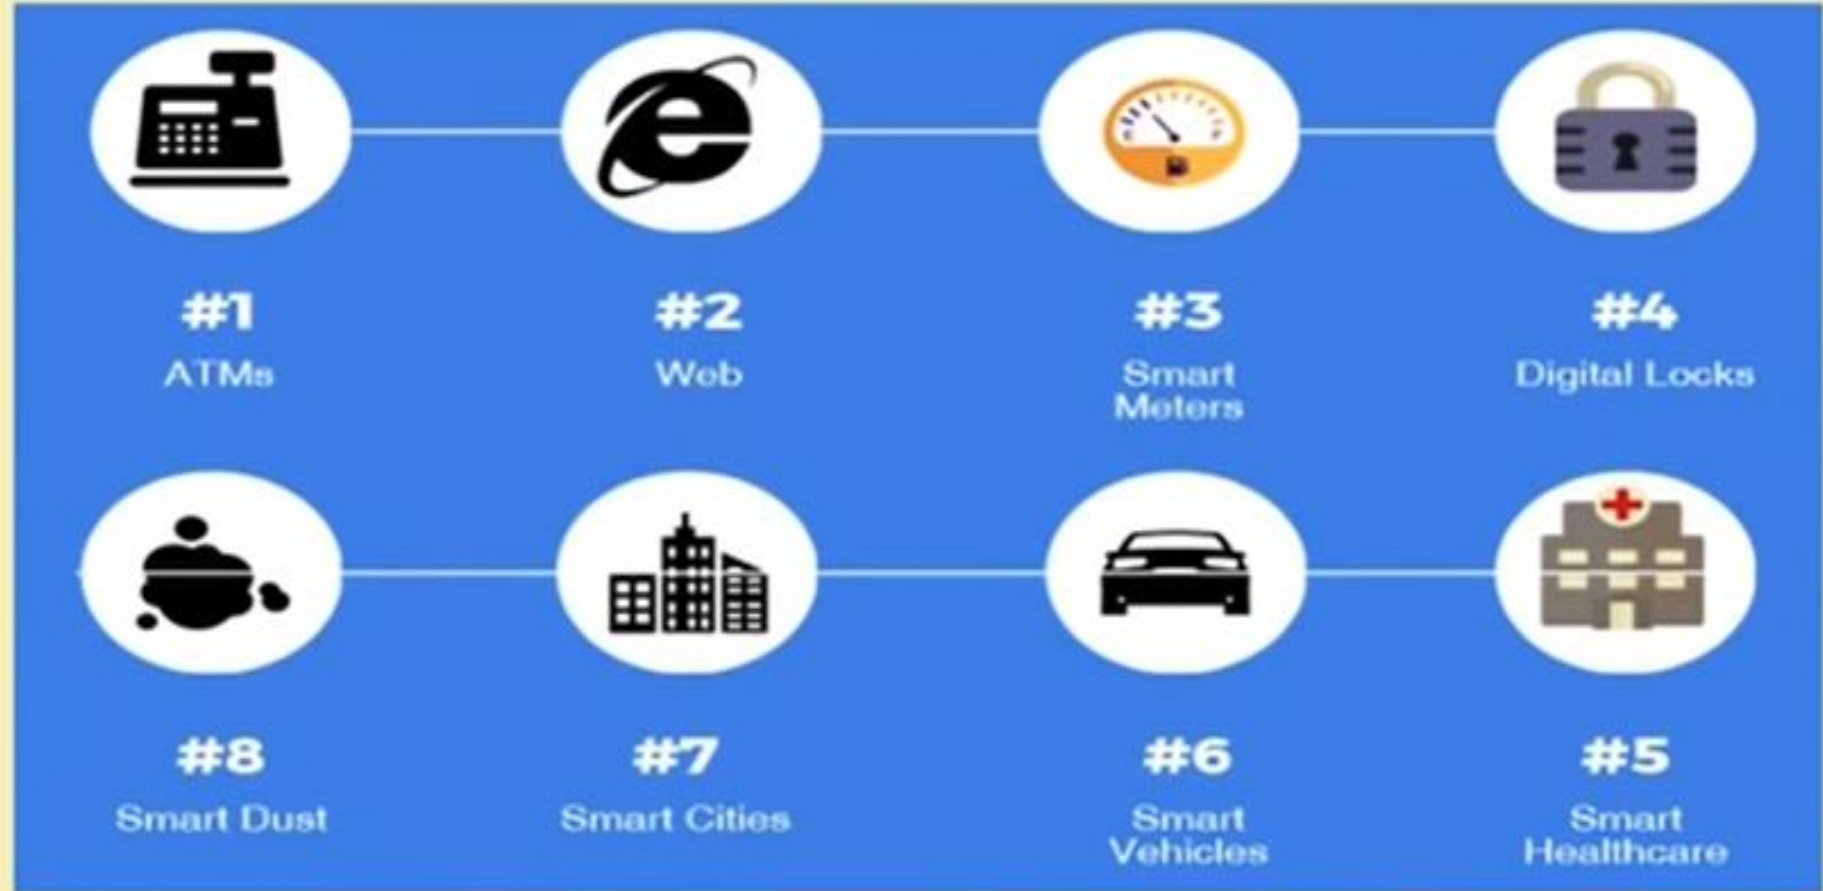 #1
ATMs
#2
Web
#3
Smart
Meters
#4
Digital Locks
#8
Smart Dust
#7
Smart Cities
#6
Smart
Vehicles
#5
Smart
Healthcare